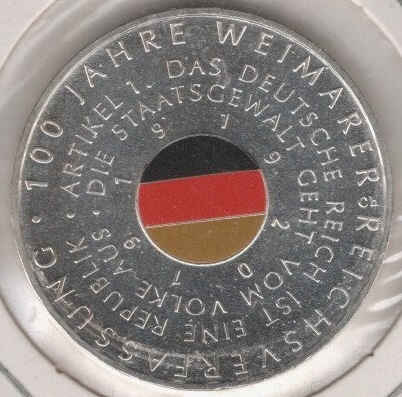 100 JAHRE WEIMARER REICHSVERFASSUNG ·
ARTIKEL 1. DAS DEUTSCHE REICH IST EINE REPUBLIK ·
DIE STAATSGEWALT GEHT VOM VOLKE AUS ·
1919
2019